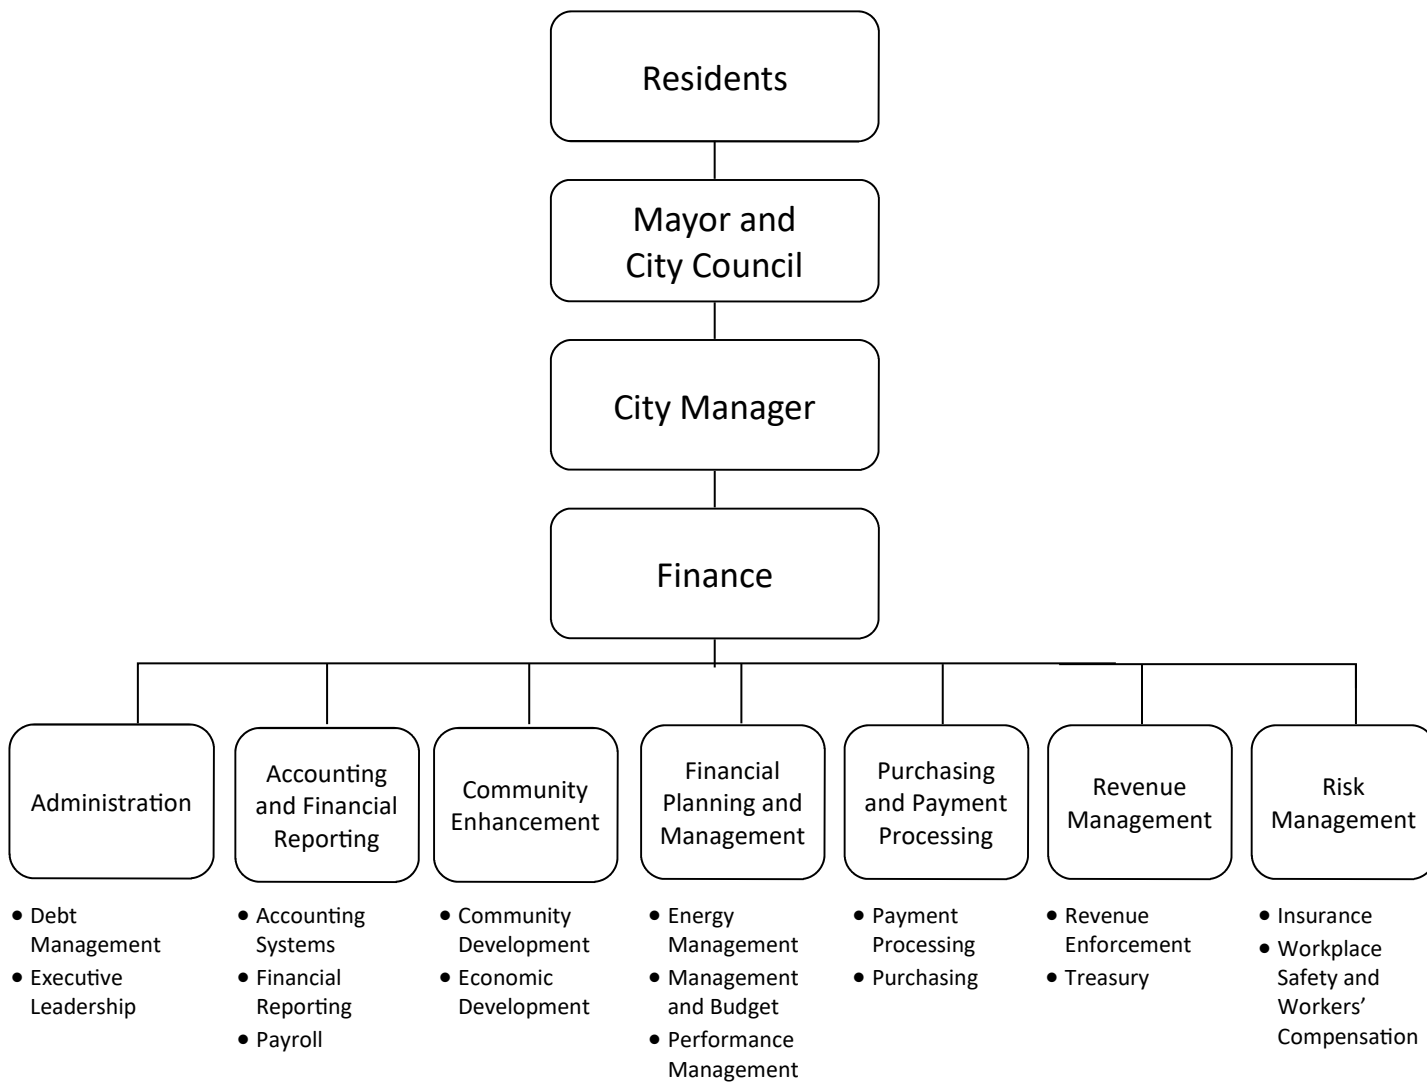 Residents
Mayor and
City Council
City Manager
Finance
Administration
Accounting
and Financial
Reporting
Community
Enhancement
Financial
Planning and
Management
Purchasing
and Payment
Processing
Revenue
Management
Risk
Management
• Debt
Management
• Executive
Leadership
• Accounting
Systems
• Financial
Reporting
• Payroll
• Community
Development
• Economic
Development
• Energy
Management
• Management
and Budget
• Performance
Management
• Payment
Processing
• Purchasing
• Revenue
Enforcement
• Treasury
• Insurance
• Workplace
Safety and
Workers’
Compensation